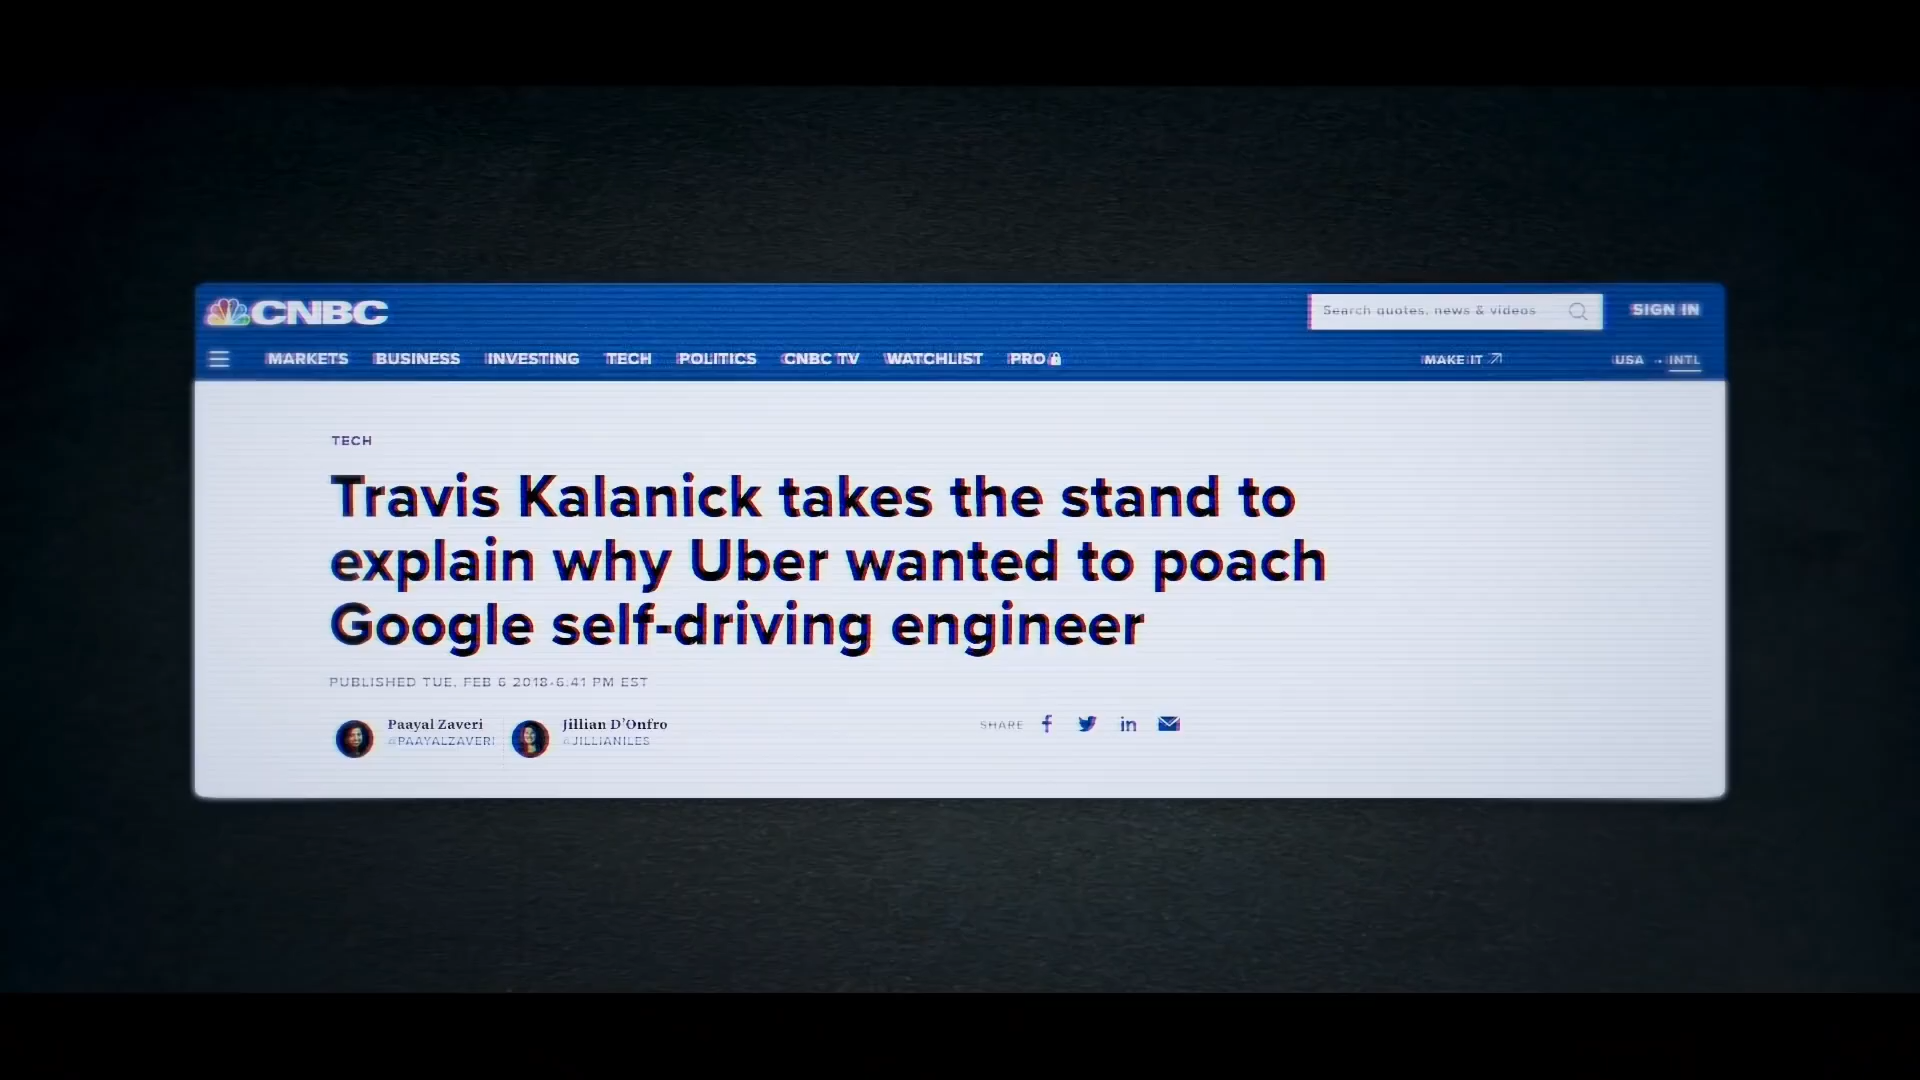 CNBC
Search quotes, news & videos
SIGN IN
MARKETS BUSINESS INVESTING TECH POLITICS CNBC TV WATCHLIST PRO
MAKE IT USA • INTL
TECH
Travis Kalanick takes the stand to
explain why Uber wanted to poach
Google self-driving engineer
PUBLISHED TUE, FEB 6 2018•6:41 PM EST
Paayal Zaveri
@PAAYALZAVERI
Jillian D'Onfro
@JILLIANILES
SHARE